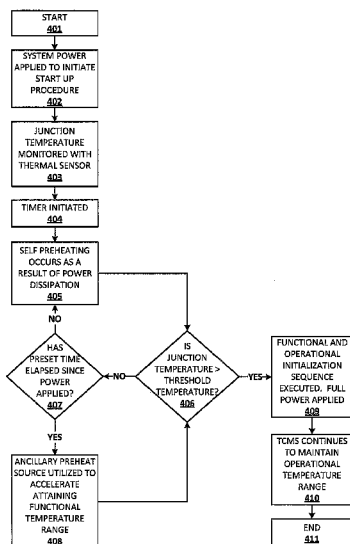 START
401
SYSTEM POWER
APPLIED TO INITIATE
START UP
PROCEDURE
402
JUNCTION
TEMPERATURE
MONITORED WITH
THERMAL SENSOR
403
TIMER INITIATED
404
SELF PREHEATING
OCCURS AS A
RESULT OF POWER
DISSIPATION
405
NO
HAS
PRESET TIME
ELAPSED SINCE
POWER
APPLIED?
407
NO
IS
JUNCTION
TEMPERATURE >
THRESHOLD
TEMPERATURE?
406
YES
FUNCTIONAL AND
OPERATIONAL
INITIALIZATION
SEQUENCE
EXECUTED. FULL
POWER APPLIED
409
YES
ANCILLARY PREHEAT
SOURCE UTILIZED TO
ACCELERATE
ATTAINING
FUNCTIONAL
TEMPERATURE
RANGE
408
TCMS CONTINUES
TO MAINTAIN
OPERATIONAL
TEMPERATURE
RANGE
410
END
411